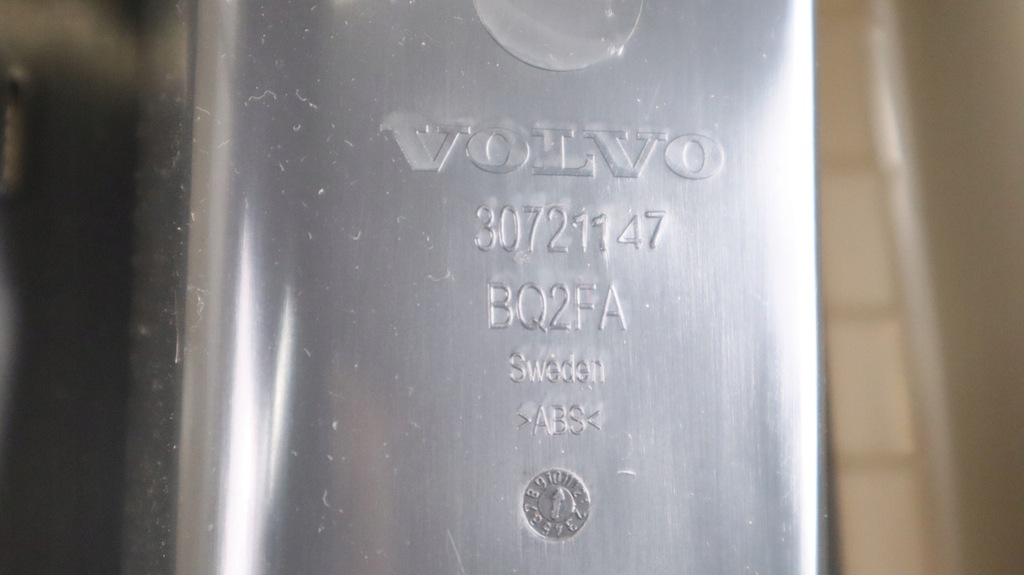 VOLVO
30721147
BQ2FA
Sweden
>ABS<